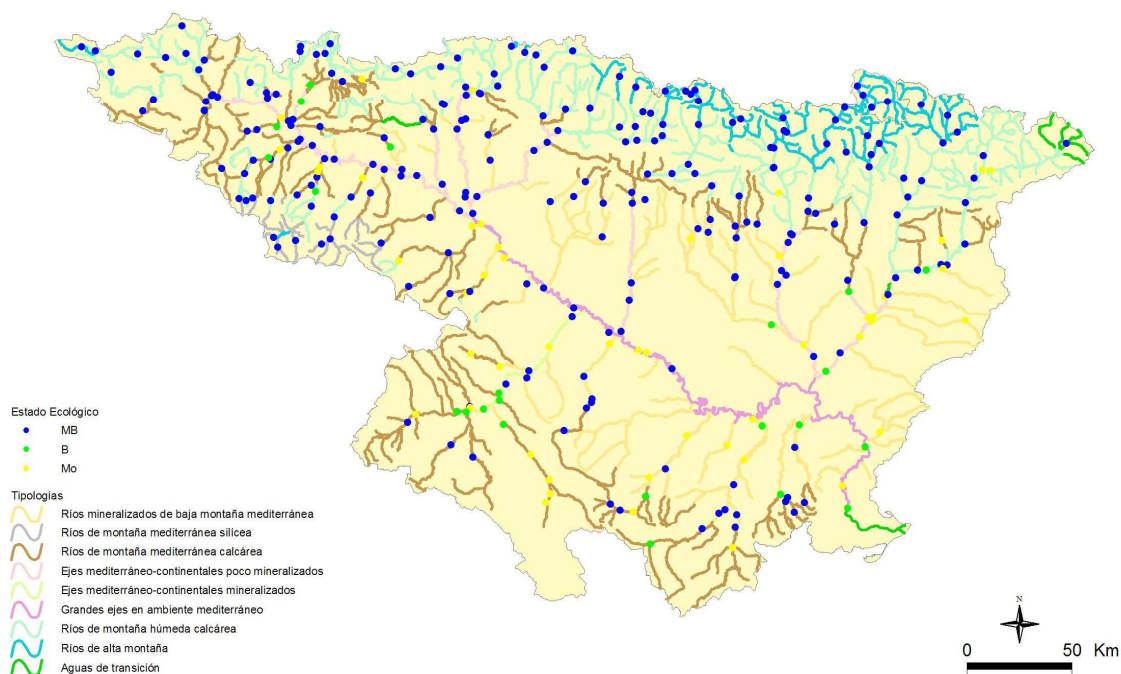 Estado Ecológico
MB
B
Mo
Tipologías
Ríos mineralizados de baja montaña mediterránea
Ríos de montaña mediterránea silícea
Ríos de montaña mediterránea calcárea
Ejes mediterráneo-continentales poco mineralizados
Ejes mediterráneo-continentales mineralizados
Grandes ejes en ambiente mediterráneo
Ríos de montaña húmeda calcárea
Ríos de alta montaña
Aguas de transición
N
0 50 Km